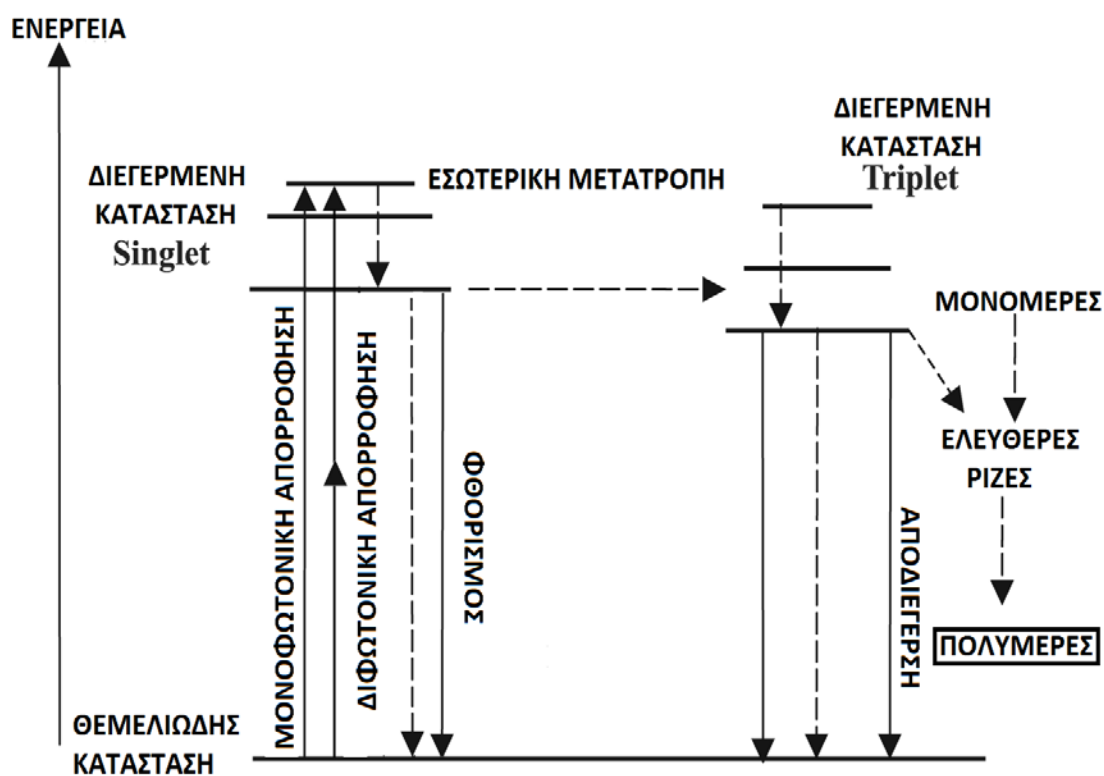 ΕΝΕΡΓΕΙΑ
ΔΙΕΓΕΡΜΕΝΗ
ΚΑΤΑΣΤΑΣΗ
Singlet
ΕΣΩΤΕΡΙΚΗ ΜΕΤΑΤΡΟΠΗ
ΔΙΕΓΕΡΜΕΝΗ
ΚΑΤΑΣΤΑΣΗ
Triplet
ΜΟΝΟΦΩΤΟΝΙΚΗ ΑΠΟΡΡΟΦΗΣΗ
ΔΙΦΩΤΟΝΙΚΗ ΑΠΟΡΡΟΦΗΣΗ
ΦΘΟΡΙΣΜΟΣ
ΑΠΟΔΙΕΓΕΡΣΗ
ΜΟΝΟΜΕΡΕΣ
ΕΛΕΥΘΕΡΕΣ
ΡΙΖΕΣ
ΠΟΛΥΜΕΡΕΣ
ΘΕΜΕΛΙΩΔΗΣ
ΚΑΤΑΣΤΑΣΗ